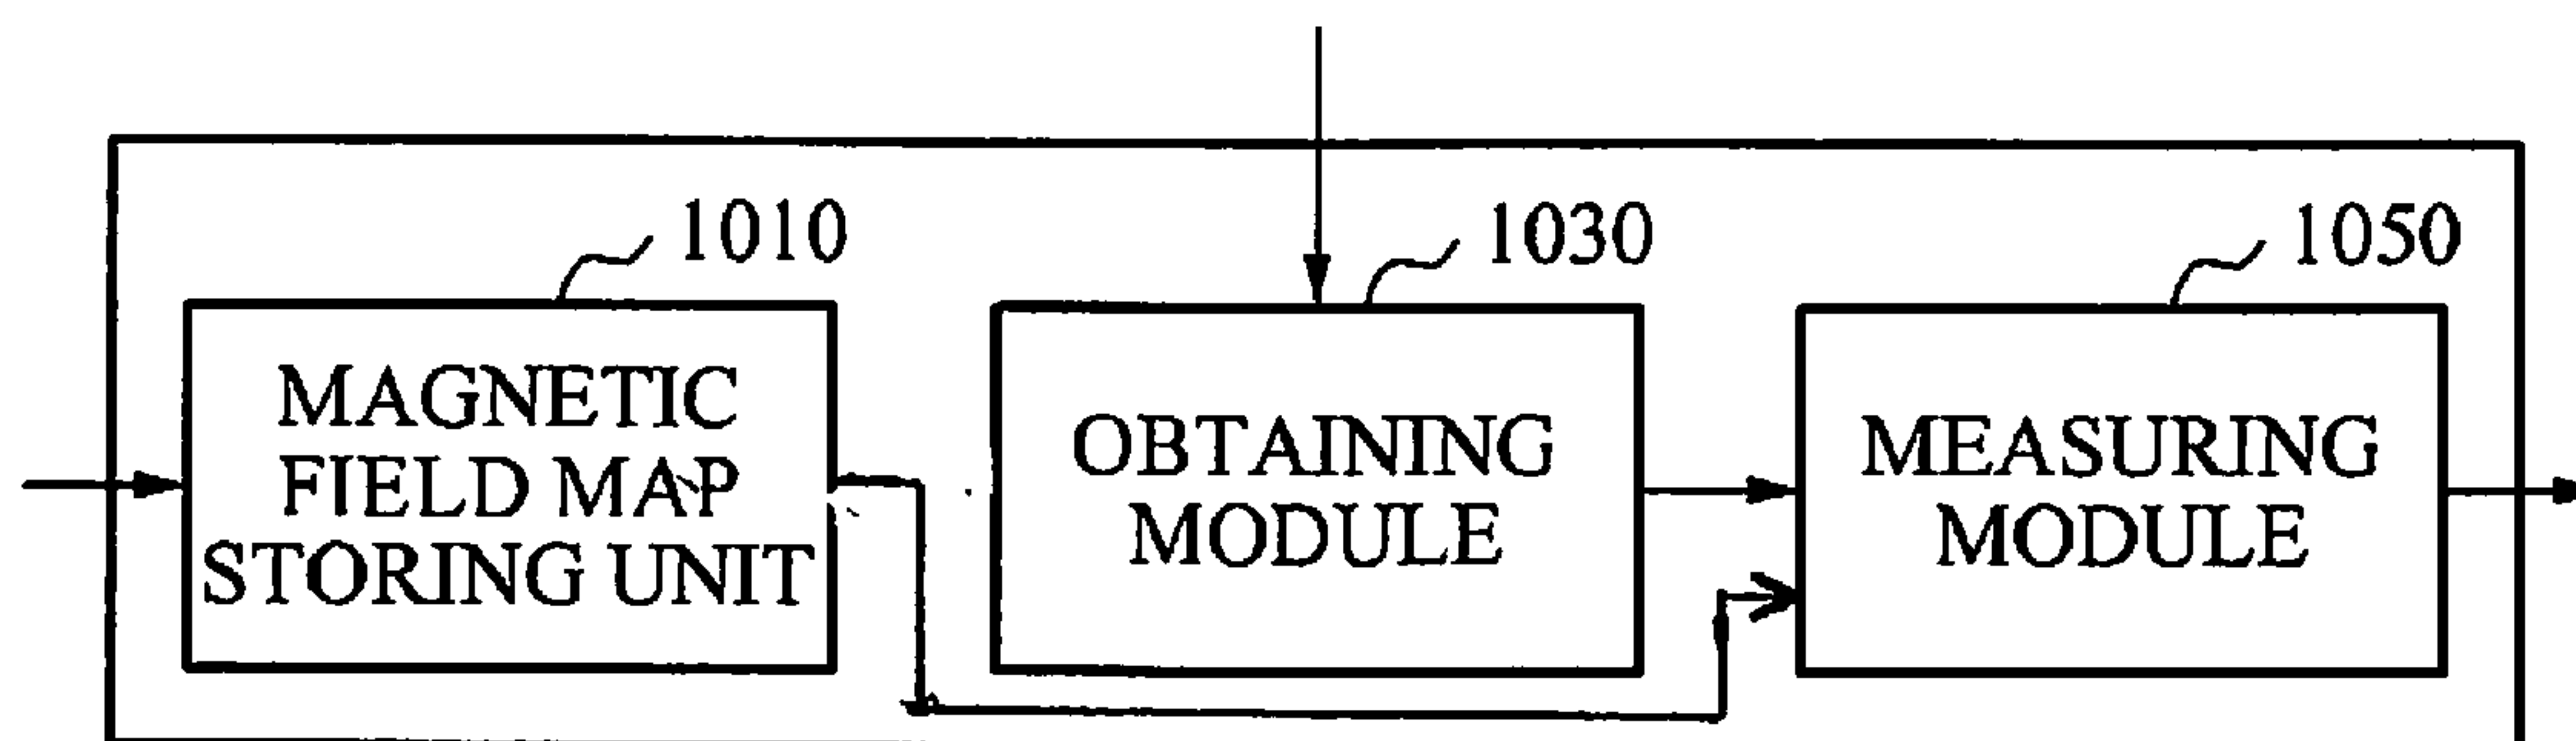 1010
1030
1050
MAGNETIC
FIELD MAP
STORING UNIT
OBTAINING
MODULE
MEASURING
MODULE